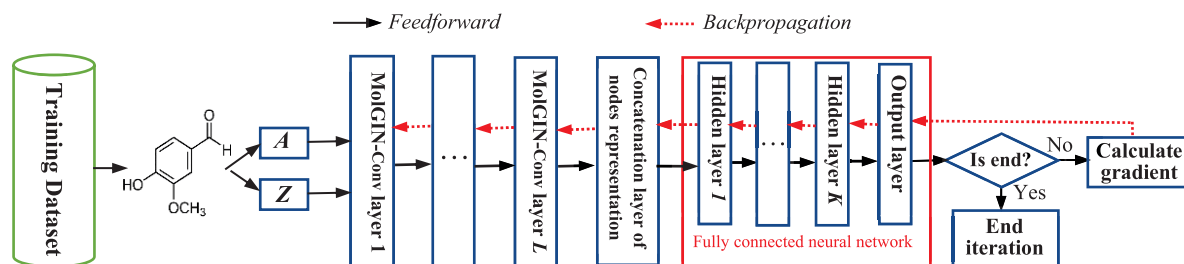 Feedforward
Backpropagation
Training Dataset
O
H
HO
OCH3
A
Z
MolGIN-Conv layer 1
...
MolGIN-Conv layer L
Concatenation layer of
nodes representation
Hidden layer 1
...
Hidden layer K
Output layer
Fully connected neural network
Is end?
No
Yes
Calculate
gradient
End
iteration